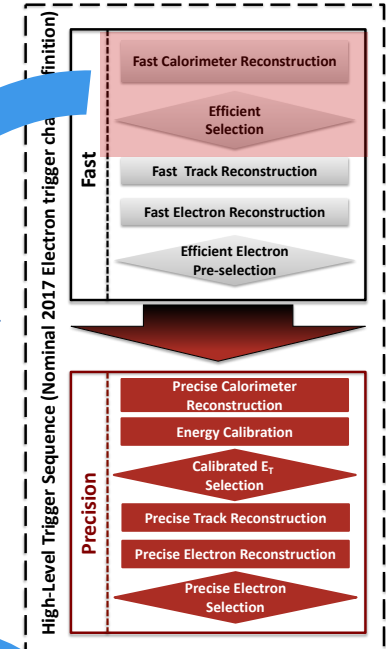 High-Level Trigger Sequence (Nominal 2017 Electron trigger cha finition)
Fast
Fast Calorimeter Reconstruction
Efficient
Selection
Fast Track Reconstruction
Fast Electron Reconstruction
Efficient Electron
Pre-selection
Precision
Precise Calorimeter
Reconstruction
Energy Calibration
Calibrated ET
Selection
Precise Track Reconstruction
Precise Electron Reconstruction
Precise Electron
Selection